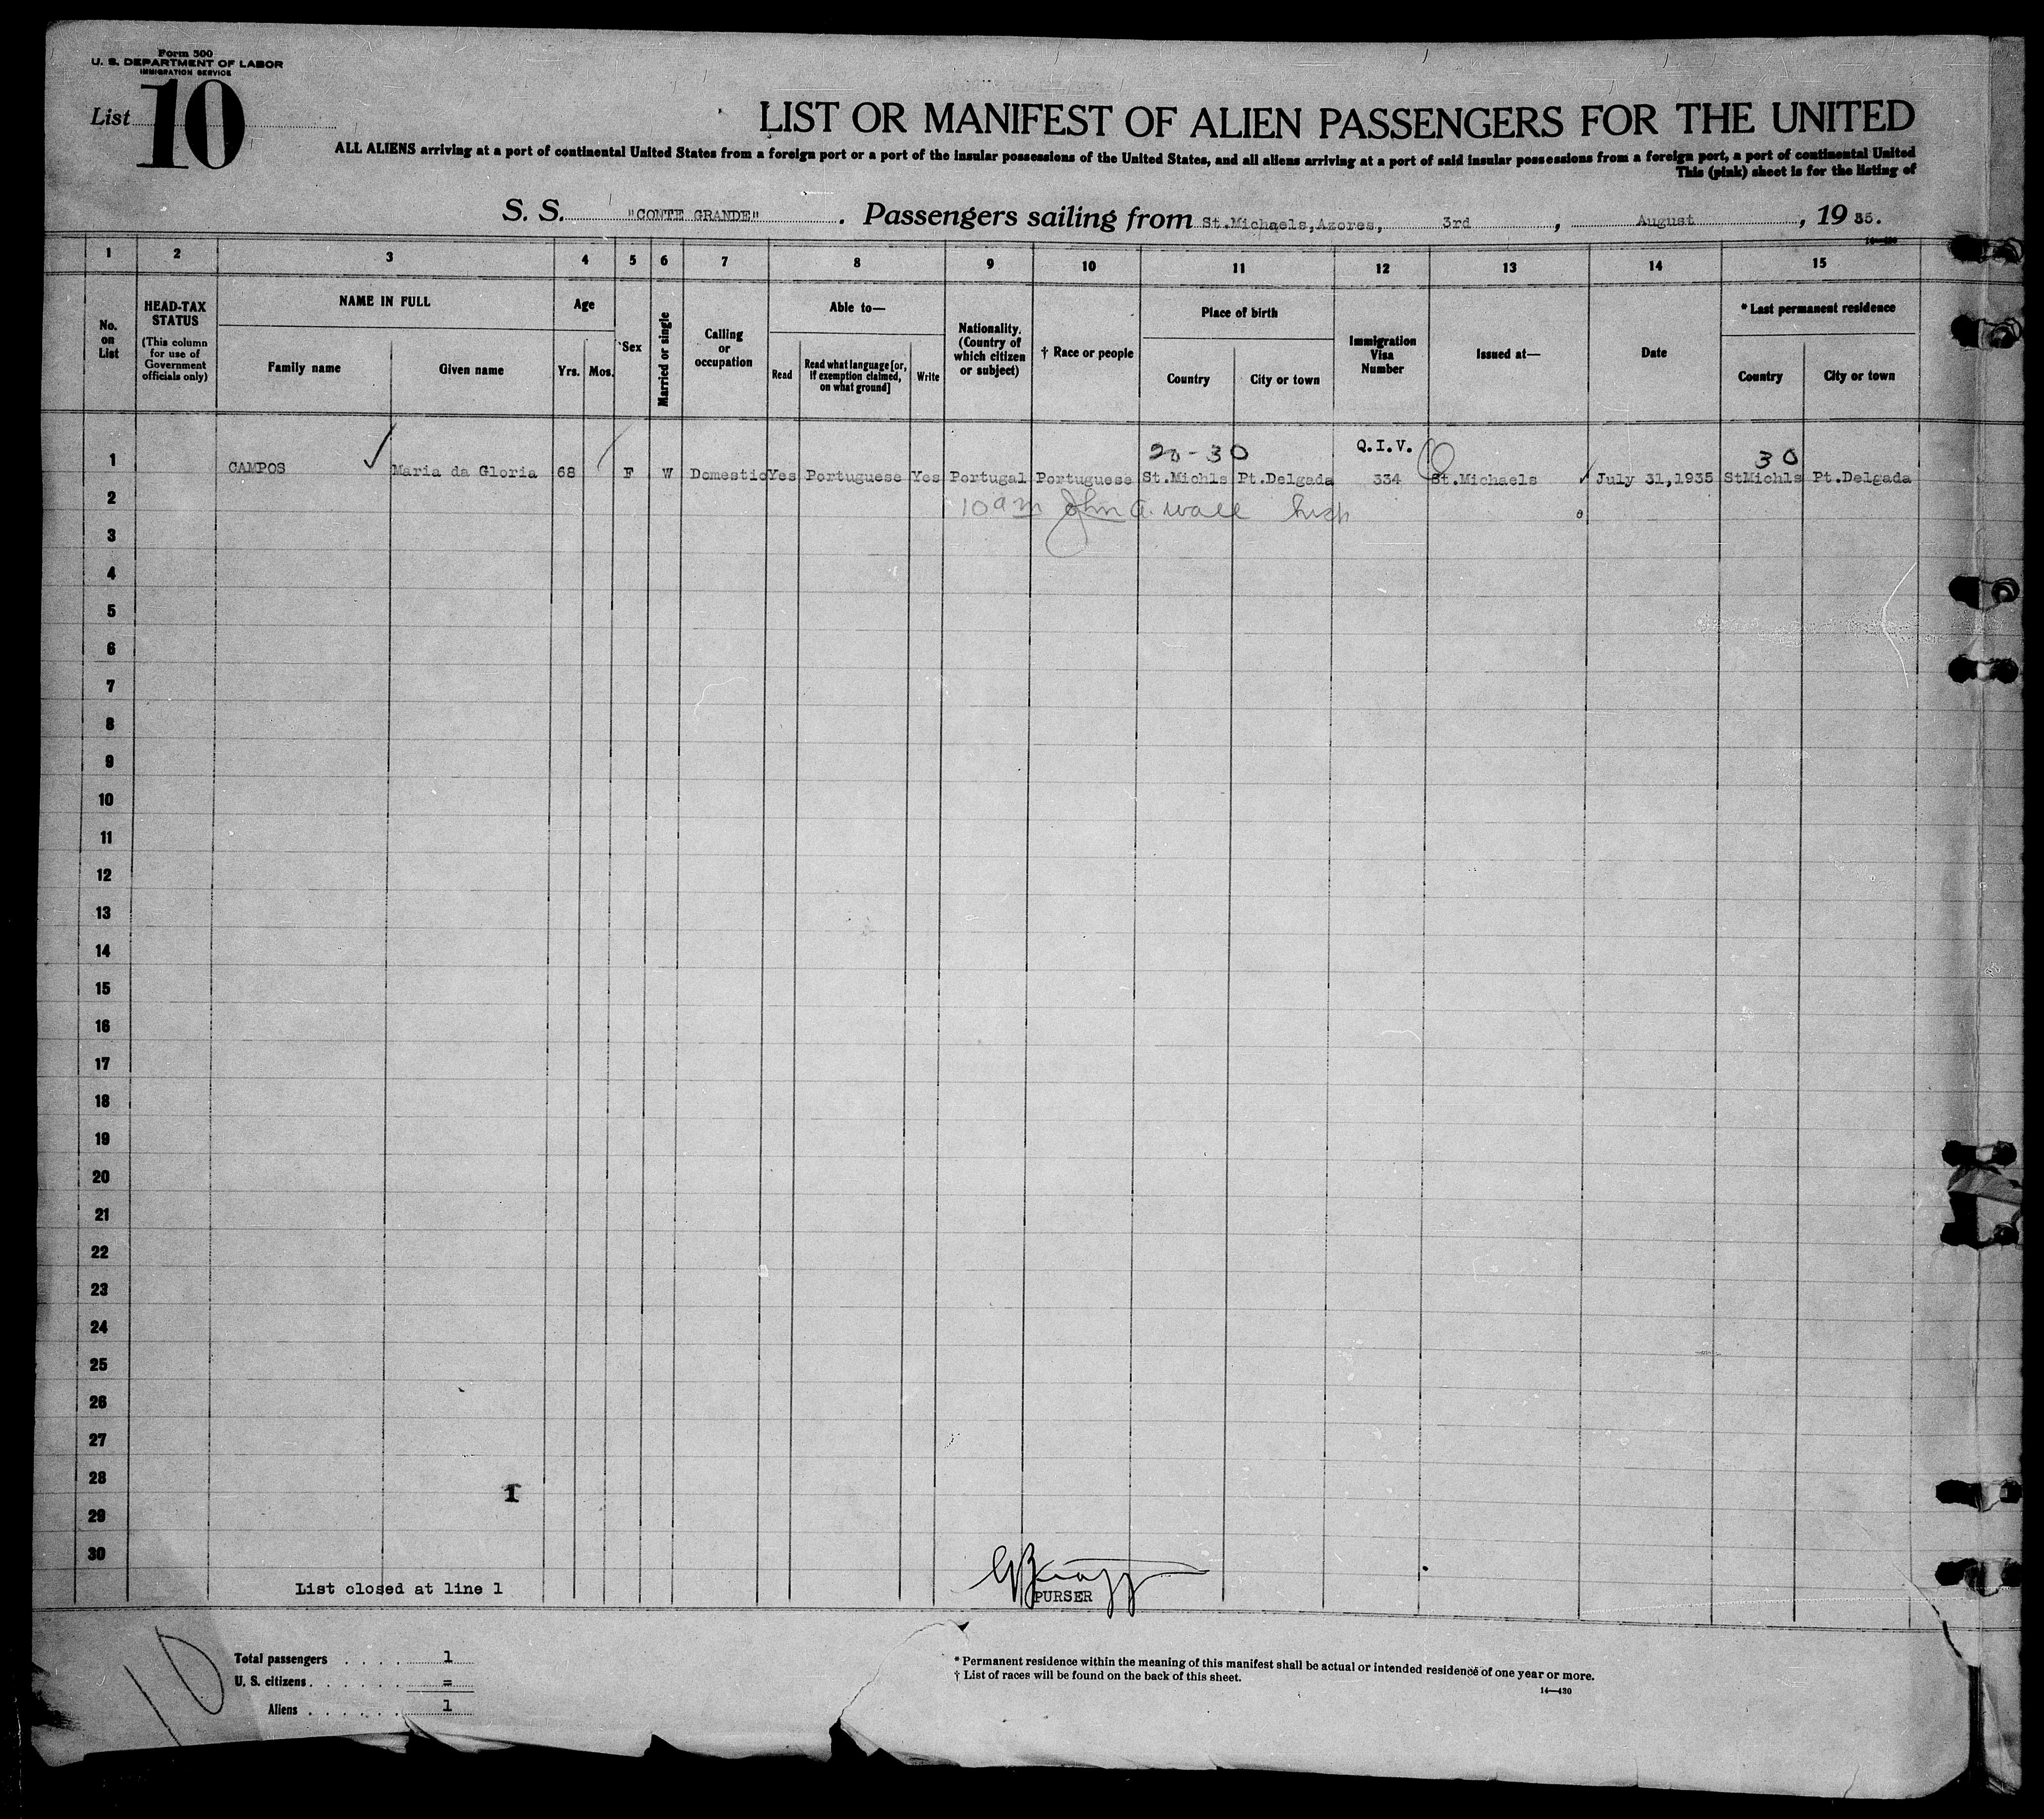 Form 500
U. S. DEPARTMENT OF LABOR
IMMIGRATION SERVICE
List 10
LIST OR MANIFEST OF ALIEN PASSENGERS FOR THE UNITED
ALL ALIENS arriving at a port of continental United States from a foreign port or a port of the insular possessions of the United States, and all aliens arriving at a port of said insular possessions from a foreign port, a port of continental United
This (pink) sheet is for the listing of
S. S. "CONTE GRANDE". Passengers sailing from St.Michaels,Azores, 3rd, August, 1935.
14—430
1 2 3 4 5 6 7 8 9 10 11 12 13 14 15
No. on List
HEAD-TAX STATUS
(This column for use of Government officials only)
NAME IN FULL
Family name
Given name
Age
Yrs. Mos.
Sex
Married or single
Calling or occupation
Able to—
Read
Read what language [or, if exemption claimed, on what ground]
Write
Nationality. (Country of which citizen or subject)
† Race or people
Place of birth
Country
City or town
Immigration Visa Number
Issued at—
Date
* Last permanent residence
Country
City or town
20-30 Q.I.V. 30
1 CAMPOS Maria da Gloria 68 F W Domestic Yes Portuguese Yes Portugal Portuguese St.Michls Pt.Delgada 334 St.Michaels July 31,1935 StMichls Pt.Delgada
2 10 am John A. Wall Insp
3
4
5
6
7
8
9
10
11
12
13
14
15
16
17
18
19
20
21
22
23
24
25
26
27
28
1
29
30
List closed at line 1
PURSER
10
Total passengers . . . . 1
U. S. citizens . . . . . . =
Aliens . . . . . . 1
* Permanent residence within the meaning of this manifest shall be actual or intended residence of one year or more.
† List of races will be found on the back of this sheet.
14—430